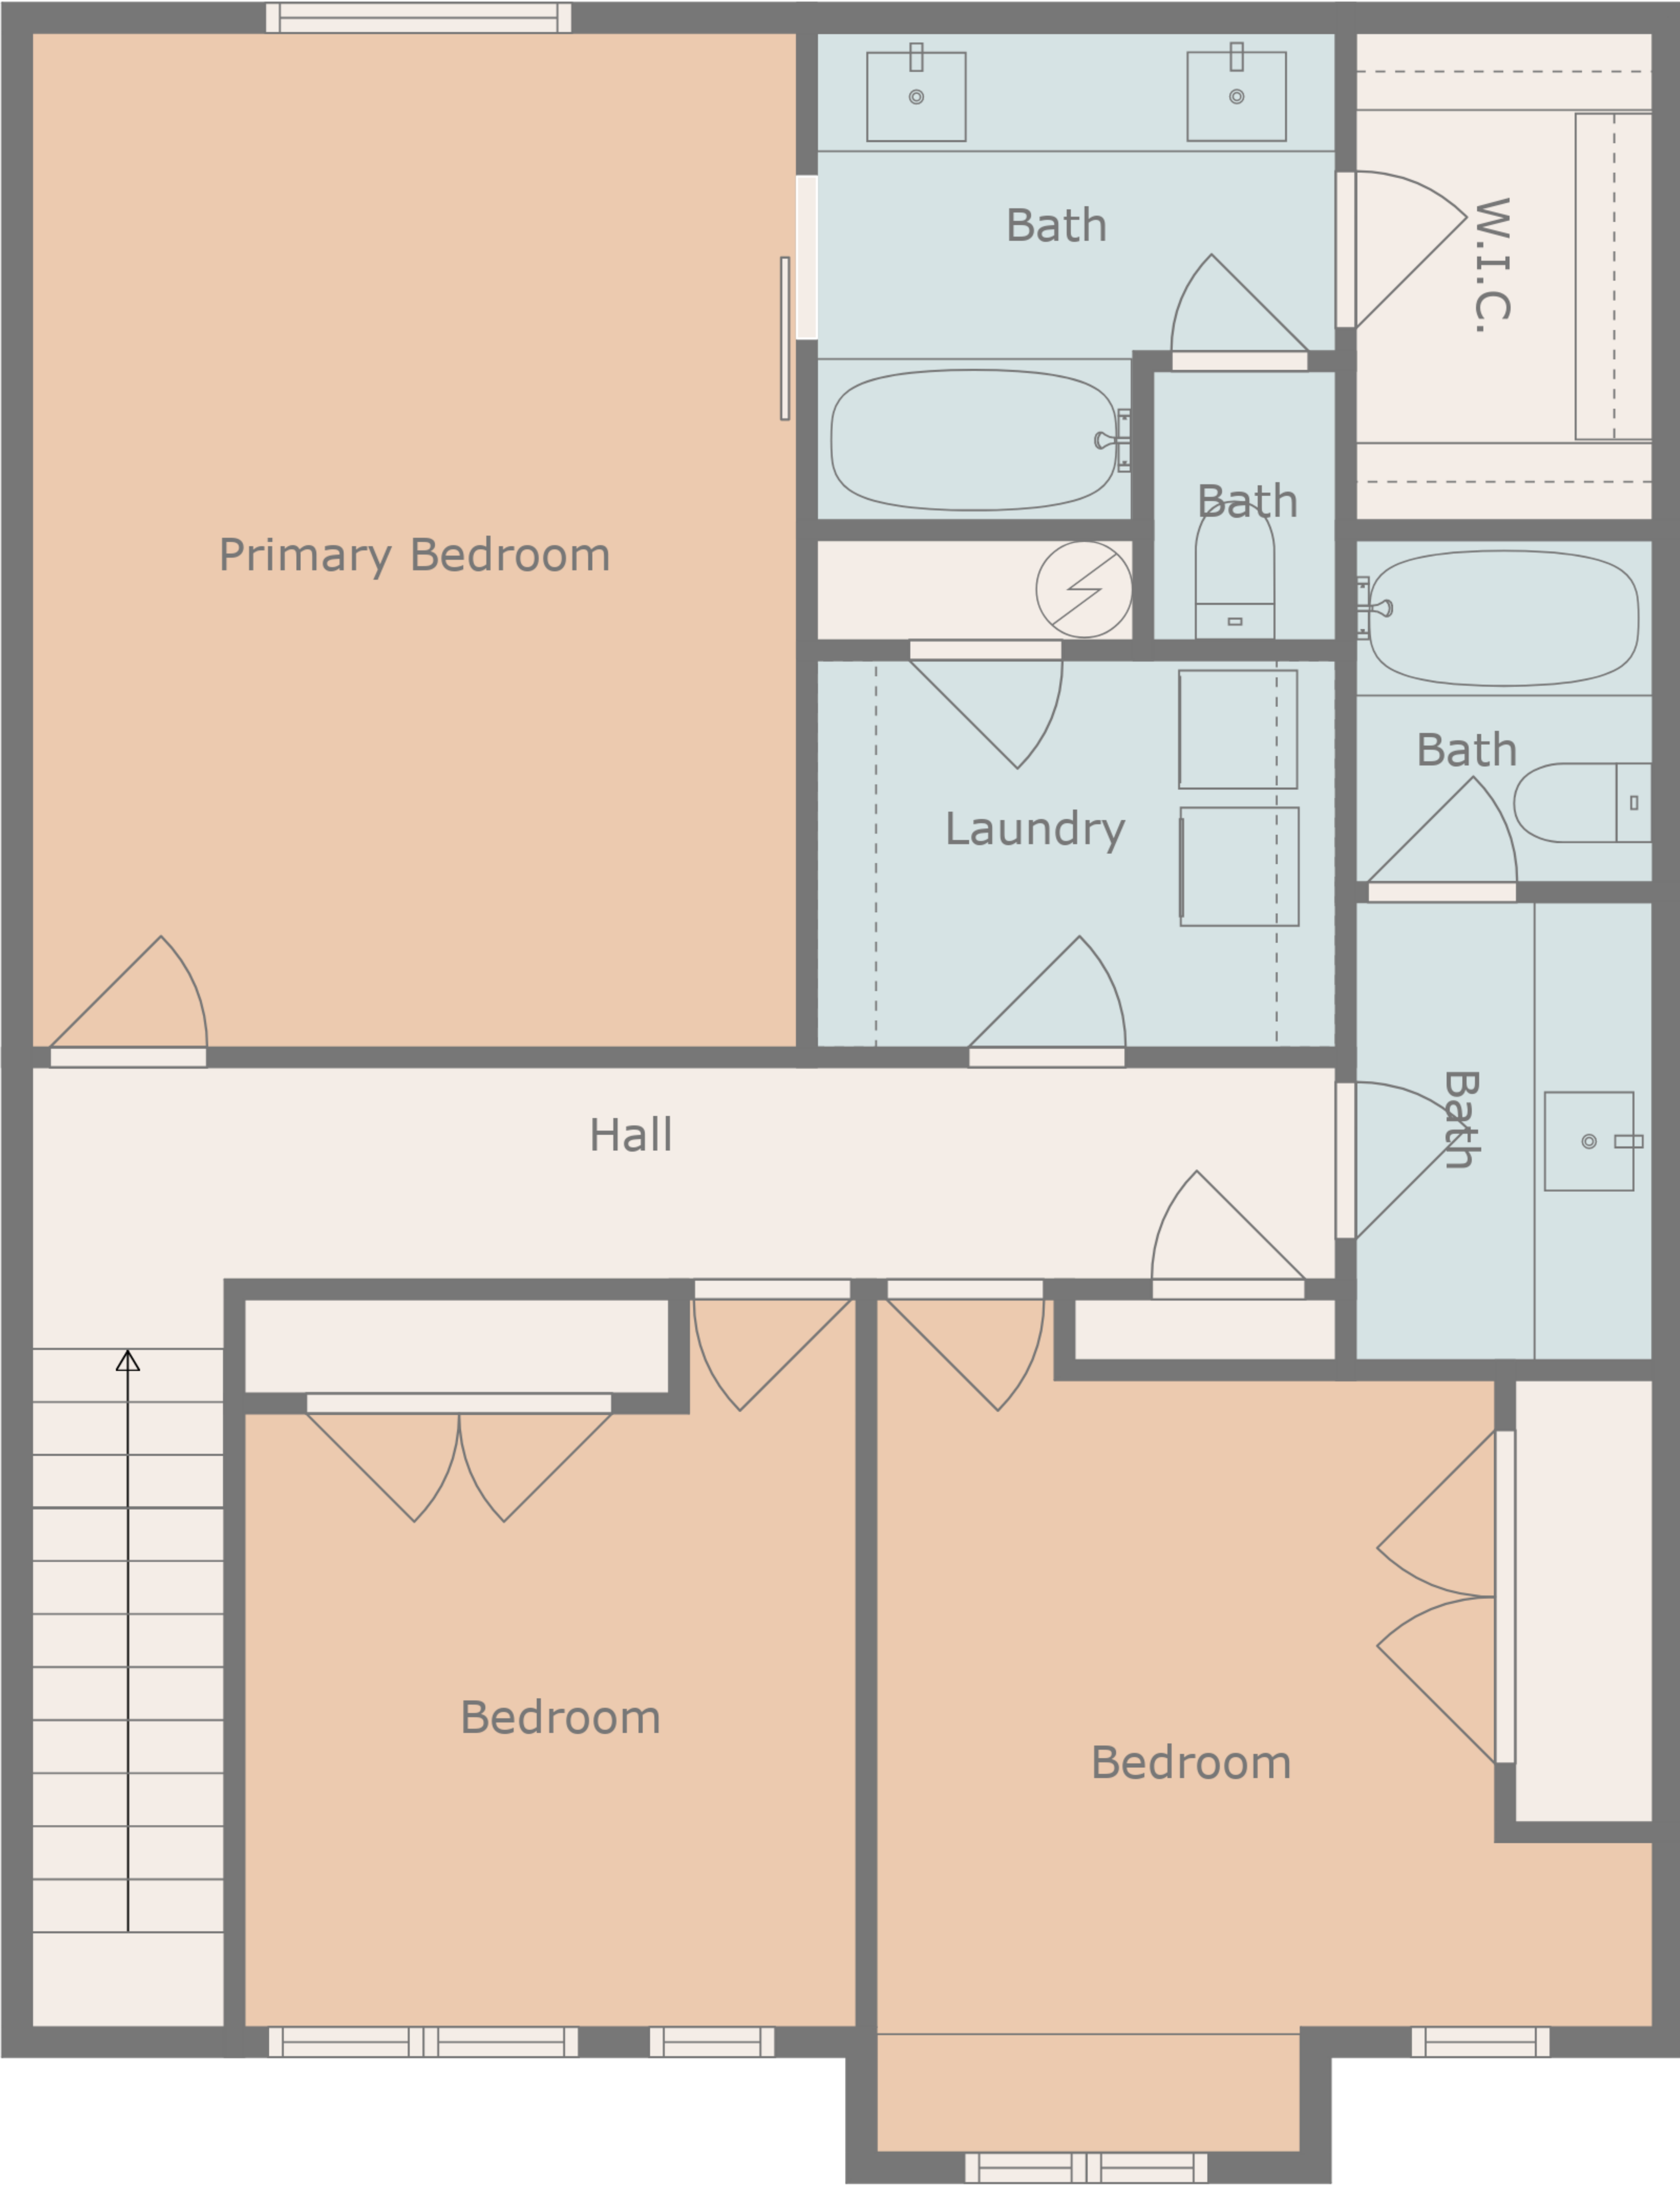 Bath
W.I.C.
Bath
Primary Bedroom
Bath
Laundry
Bath
Hall
Bedroom
Bedroom